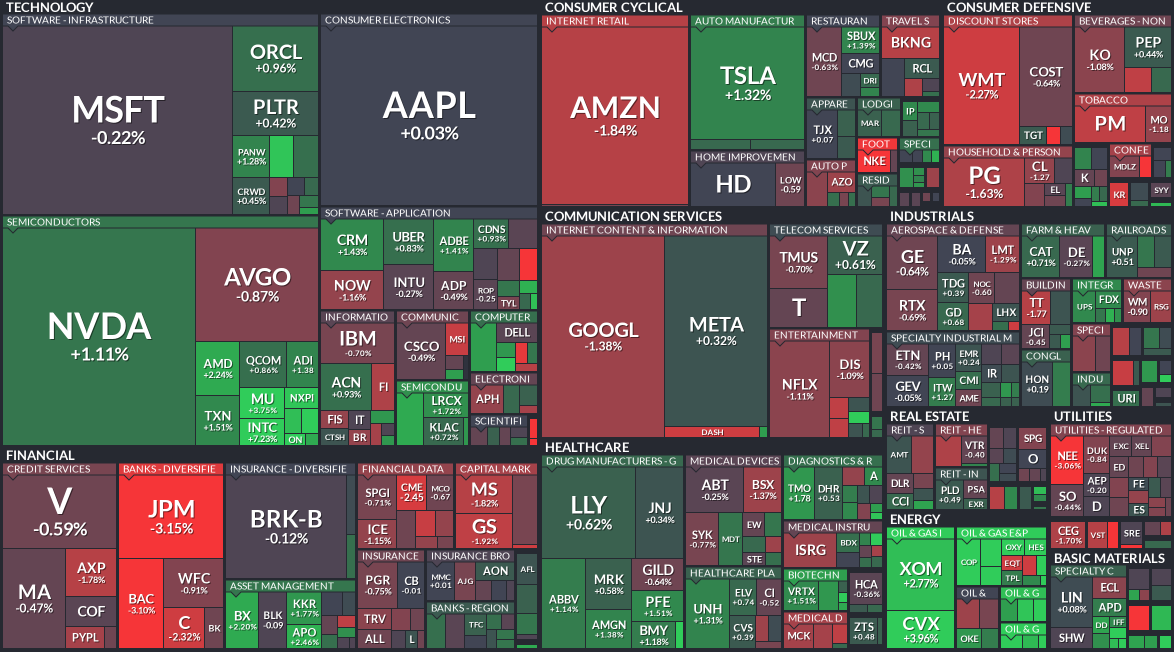 TECHNOLOGY
SOFTWARE - INFRASTRUCTURE
MSFT
-0.22%
ORCL
+0.96%
PLTR
+0.42%
PANW
+1.28%
CRWD
+0.45%
CONSUMER ELECTRONICS
AAPL
+0.03%
SEMICONDUCTORS
NVDA
+1.11%
AVGO
-0.87%
AMD
+2.24%
QCOM
+0.86%
ADI
+1.38
TXN
+1.51%
MU
+3.75%
NXPI
INTC
+7.23%
ON
SOFTWARE - APPLICATION
CRM
+1.43%
UBER
+0.83%
ADBE
+1.41%
CDNS
+0.93%
NOW
-1.16%
INTU
-0.27%
ADP
-0.49%
ROP
-0.25
TYL
INFORMATIO
IBM
-0.70%
ACN
+0.93%
FI
FIS
IT
CTSH
BR
COMMUNIC
CSCO
-0.49%
MSI
COMPUTER
DELL
SEMICONDU
LRCX
+1.72%
KLAC
+0.72%
ELECTRONI
APH
SCIENTIFI
CONSUMER CYCLICAL
INTERNET RETAIL
AMZN
-1.84%
AUTO MANUFACTUR
TSLA
+1.32%
HOME IMPROVEMEN
HD
LOW
-0.59
RESTAURAN
MCD
-0.63%
SBUX
+1.39%
CMG
DRI
TRAVEL S
BKNG
RCL
APPARE
TJX
+0.07
LODGI
MAR
IP
FOOT
NKE
SPECI
AUTO P
AZO
RESID
CONSUMER DEFENSIVE
DISCOUNT STORES
WMT
-2.27%
COST
-0.64%
TGT
BEVERAGES - NON
KO
-1.08%
PEP
+0.44%
TOBACCO
PM
MO
-1.18
HOUSEHOLD & PERSON
PG
-1.63%
CL
-1.27
EL
K
CONFE
MDLZ
KR
SYY
COMMUNICATION SERVICES
INTERNET CONTENT & INFORMATION
GOOGL
-1.38%
META
+0.32%
DASH
TELECOM SERVICES
TMUS
-0.70%
VZ
+0.61%
T
ENTERTAINMENT
NFLX
-1.11%
DIS
-1.09%
INDUSTRIALS
AEROSPACE & DEFENSE
GE
-0.64%
BA
-0.05%
LMT
-1.29%
RTX
-0.69%
TDG
+0.39
NOC
-0.60
GD
+0.68
LHX
FARM & HEAV
CAT
+0.71%
DE
-0.27%
RAILROADS
UNP
+0.51
BUILDIN
TT
-1.77
JCI
-0.45
INTEGR
UPS
FDX
WASTE
WM
-0.90
RSG
SPECIALTY INDUSTRIAL M
ETN
-0.42%
PH
+0.05
EMR
+0.24
IR
GEV
-0.05%
ITW
+1.27
CMI
AME
SPECI
CONGL
HON
+0.19
INDU
URI
FINANCIAL
CREDIT SERVICES
V
-0.59%
MA
-0.47%
AXP
-1.78%
COF
PYPL
BANKS - DIVERSIFIE
JPM
-3.15%
BAC
-3.10%
WFC
-0.91%
C
-2.32%
BK
INSURANCE - DIVERSIFIE
BRK-B
-0.12%
ASSET MANAGEMENT
BX
+2.20%
BLK
-0.09
KKR
+1.77%
APO
+2.46%
FINANCIAL DATA
SPGI
-0.71%
CME
-2.45
MCO
-0.67
ICE
-1.15%
CAPITAL MARK
MS
-1.82%
GS
-1.92%
INSURANCE
PGR
-0.75%
CB
-0.01
TRV
ALL
L
INSURANCE BRO
MMC
+0.01
AJG
AON
AFL
BANKS - REGION
TFC
HEALTHCARE
DRUG MANUFACTURERS - G
LLY
+0.62%
JNJ
+0.34%
ABBV
+1.14%
MRK
+0.58%
AMGN
+1.38%
GILD
-0.64%
PFE
+1.51%
BMY
+1.18%
MEDICAL DEVICES
ABT
-0.25%
BSX
-1.37%
SYK
-0.77%
MDT
EW
STE
DIAGNOSTICS & R
TMO
+1.78
DHR
+0.53
A
MEDICAL INSTRU
ISRG
BDX
HEALTHCARE PLA
UNH
+1.31%
ELV
+0.74
CI
-0.52
CVS
+0.39
BIOTECHN
VRTX
+1.51%
HCA
-0.36%
MEDICAL D
MCK
ZTS
+0.48
REAL ESTATE
REIT - S
AMT
DLR
CCI
REIT - HE
VTR
-0.40
REIT - IN
PLD
+0.49
PSA
EXR
SPG
O
UTILITIES
UTILITIES - REGULATED
NEE
-3.06%
DUK
-0.84
EXC
XEL
ED
SO
-0.44%
AEP
-0.20
D
FE
ES
CEG
-1.70%
VST
SRE
ENERGY
OIL & GAS I
XOM
+2.77%
CVX
+3.96%
OIL & GAS E&P
COP
OXY
HES
EQT
TPL
OIL &
OKE
OIL & G
OIL & G
BASIC MATERIALS
SPECIALTY C
LIN
+0.08%
ECL
APD
DD
IFF
SHW